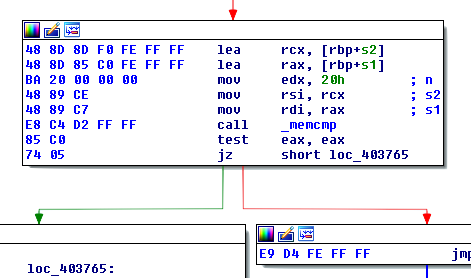 48 8D 8D F0 FE FF FF lea rcx, [rbp+s2]
48 8D 85 C0 FE FF FF lea rax, [rbp+s1]
BA 20 00 00 00 mov edx, 20h ; n
48 89 CE mov rsi, rcx ; s2
48 89 C7 mov rdi, rax ; s1
E8 C4 D2 FF FF call _memcmp
85 C0 test eax, eax
74 05 jz short loc_403765
E9 D4 FE FF FF jmp
loc_403765: